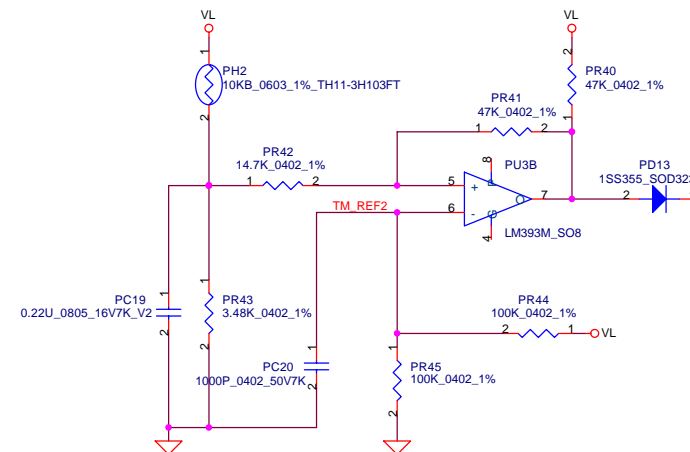 VL
VL
1
2
PH2
10KB_0603_1%_TH11-3H103FT
2
PR40
47K_0402_1%
1
PR41
47K_0402_1%
1
2
PR42
14.7K_0402_1%
1
2
8
PU3B
PD13
1SS355_SOD323
5
+
P
O
7
2
TM_REF2
6
-
G
4
LM393M_SO8
1
PC19
0.22U_0805_16V7K_V2
2
1
PR43
3.48K_0402_1%
2
PR44
100K_0402_1%
2
1
VL
1
PC20
1000P_0402_50V7K
2
1
PR45
100K_0402_1%
2